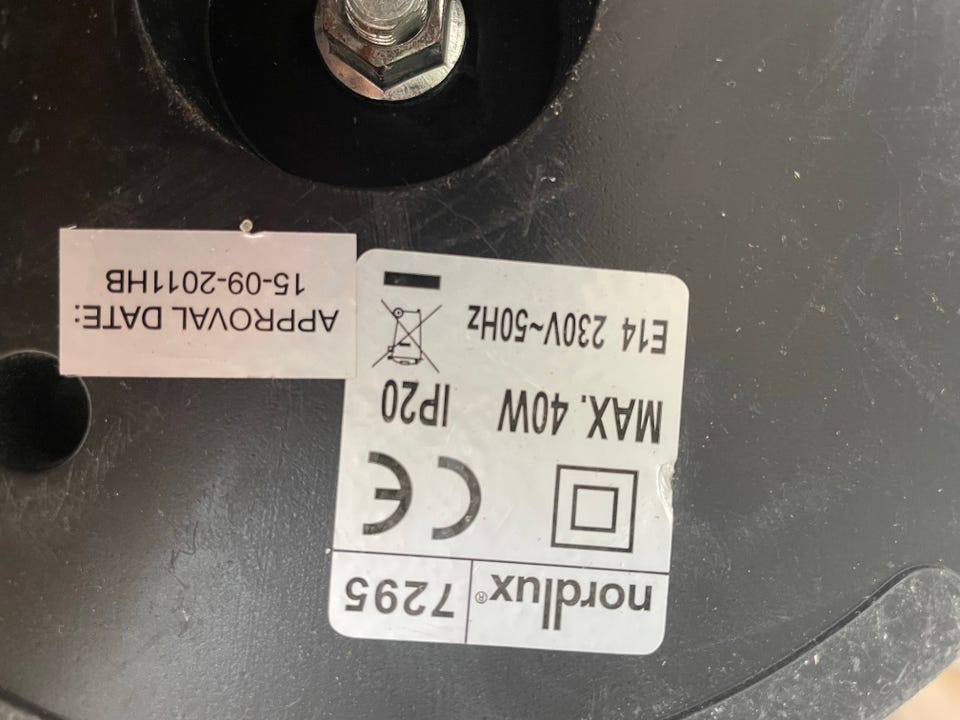 nordlux® 7295
MAX. 40W IP20
E14 230V~50Hz
APPROVAL DATE:
15-09-2011HB